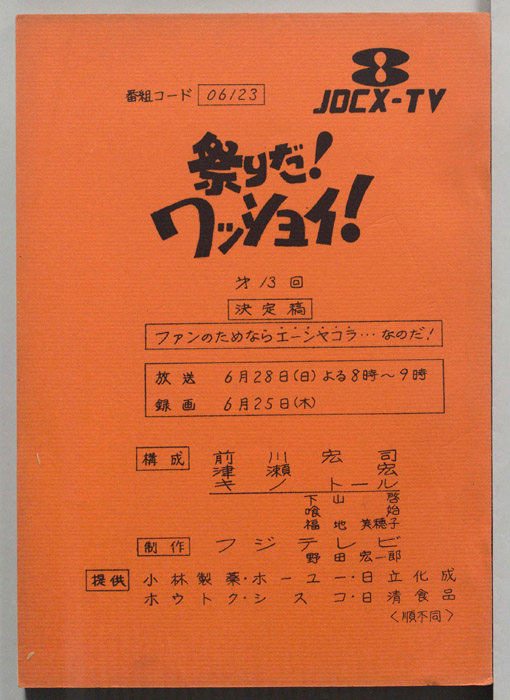 番組コード 06123
JOCX-TV
祭りだ!
ワッショイ!
第13回
決定稿
ファンのためならエーンヤコラ…なのだ!
放送 6月28日(日)よる8時～9時
録画 6月25日(木)
構成 前川宏司
津瀬宏
キノトール
下山啓
喰始
福地美穂子
制作 フジテレビ
野田宏一郎
提供 小林製薬・ホーユー・日立化成
ホウトク・シスコ・日清食品
<順不同>